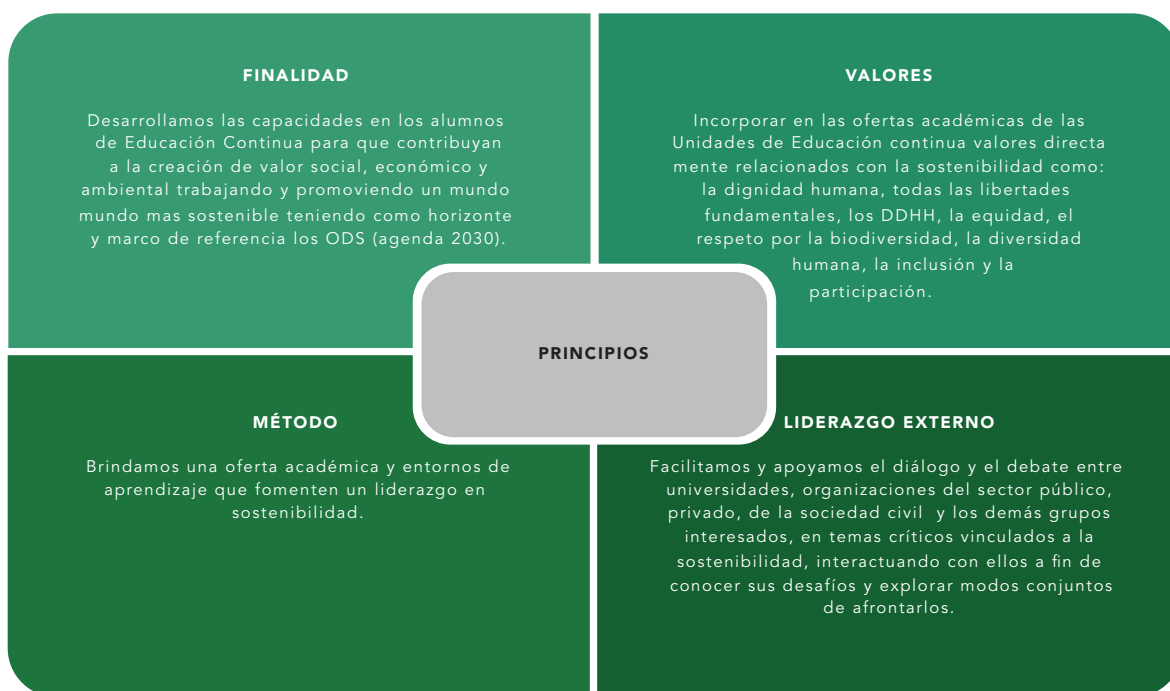 FINALIDAD
Desarrollamos las capacidades en los alumnos
de Educación Continua para que contribuyan
a la creación de valor social, económico y
ambiental trabajando y promoviendo un mundo
mundo mas sostenible teniendo como horizonte
y marco de referencia los ODS (agenda 2030).
VALORES
Incorporar en las ofertas académicas de las
Unidades de Educación continua valores directa
mente relacionados con la sostenibilidad como:
la dignidad humana, todas las libertades
fundamentales, los DDHH, la equidad, el
respeto por la biodiversidad, la diversidad
humana, la inclusión y la
participación.
PRINCIPIOS
MÉTODO
Brindamos una oferta académica y entornos de
aprendizaje que fomenten un liderazgo en
sostenibilidad.
LIDERAZGO EXTERNO
Facilitamos y apoyamos el diálogo y el debate entre
universidades, organizaciones del sector público,
privado, de la sociedad civil y los demás grupos
interesados, en temas críticos vinculados a la
sostenibilidad, interactuando con ellos a fin de
conocer sus desafíos y explorar modos conjuntos
de afrontarlos.